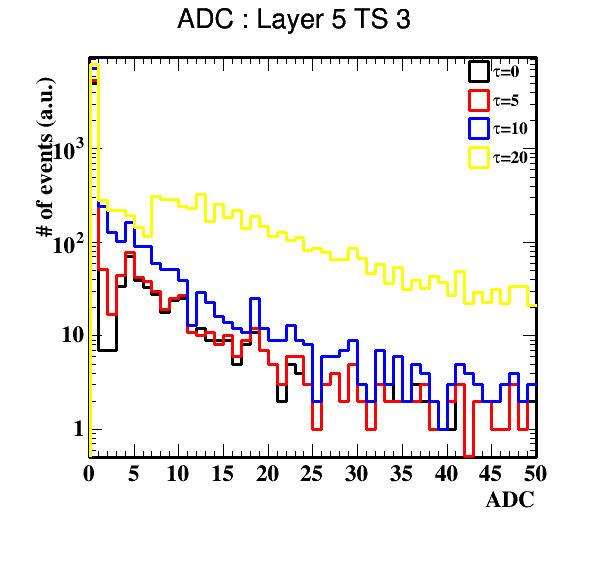 ADC : Layer 5 TS 3
# of events (a.u.)
τ=0
τ=5
τ=10
τ=20
10³
10²
10
1
0 5 10 15 20 25 30 35 40 45 50
ADC